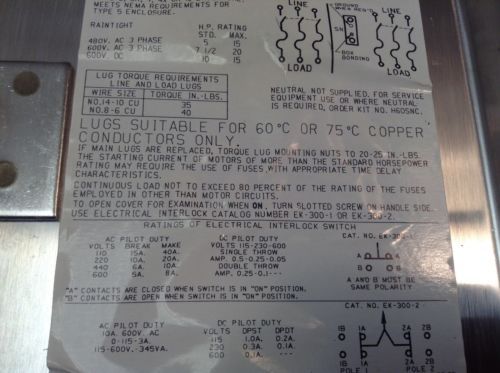 MEETS NEMA REQUIREMENTS FOR
TYPE 5 ENCLOSURE.
RAINTIGHT
H.P. RATING
STD. MAX.
480V. AC 3 PHASE 5 15
600V. AC 3 PHASE 7 1/2 20
600V. DC 10 15
LINE
GROUND
WHEN REQ'D
LINE
S/N
LOAD
BOX
BONDING
LOAD
LUG TORQUE REQUIREMENTS
LINE AND LOAD LUGS
WIRE SIZE TORQUE IN.-LBS.
NO.14-10 CU 35
NO.8-6 CU 40
NEUTRAL NOT SUPPLIED. FOR SERVICE
EQUIPMENT USE OR WHERE NEUTRAL
IS REQUIRED, ORDER KIT NO. H60SNC.
LUGS SUITABLE FOR 60°C OR 75°C COPPER
CONDUCTORS ONLY.
IF MAIN LUGS ARE REPLACED, TORQUE LUG MOUNTING NUTS TO 20-25 IN.-LBS.
THE STARTING CURRENT OF MOTORS OF MORE THAN THE STANDARD HORSEPOWER
RATING MAY REQUIRE THE USE OF FUSES WITH APPROPRIATE TIME DELAY
CHARACTERISTICS.
CONTINUOUS LOAD NOT TO EXCEED 80 PERCENT OF THE RATING OF THE FUSES
EMPLOYED IN OTHER THAN MOTOR CIRCUITS.
TO OPEN COVER FOR EXAMINATION WHEN ON, TURN SLOTTED SCREW ON HANDLE SIDE.
USE ELECTRICAL INTERLOCK CATALOG NUMBER EK-300-1 OR EK-300-2.
RATINGS OF ELECTRICAL INTERLOCK SWITCH
AC PILOT DUTY
VOLTS BREAK MAKE
110 15A. 40A.
220 10A. 20A.
440 6A. 10A.
600 5A. 8A.
DC PILOT DUTY
VOLTS 115-230-600
SINGLE THROW
AMP. 0.5-0.25-0.05
DOUBLE THROW
AMP. 0.25-0.1---
CAT. NO. EK-300-
A A
B B
A AND B MUST BE
SAME POLARITY
"A" CONTACTS ARE CLOSED WHEN SWITCH IS IN "ON" POSITION.
"B" CONTACTS ARE OPEN WHEN SWITCH IS IN "ON" POSITION.
CAT. NO. EK-300-2
AC PILOT DUTY
10A. 600V. AC
0-115-3A.
115-600V.-345VA.
DC PILOT DUTY
VOLTS DPST DPDT
115 1.0A. 0.2A.
230 0.3A. 0.1A.
600 0.1A. ---
1B 1A 2A 2B
1B 1A 2A 2B
POLE 1 POLE 2